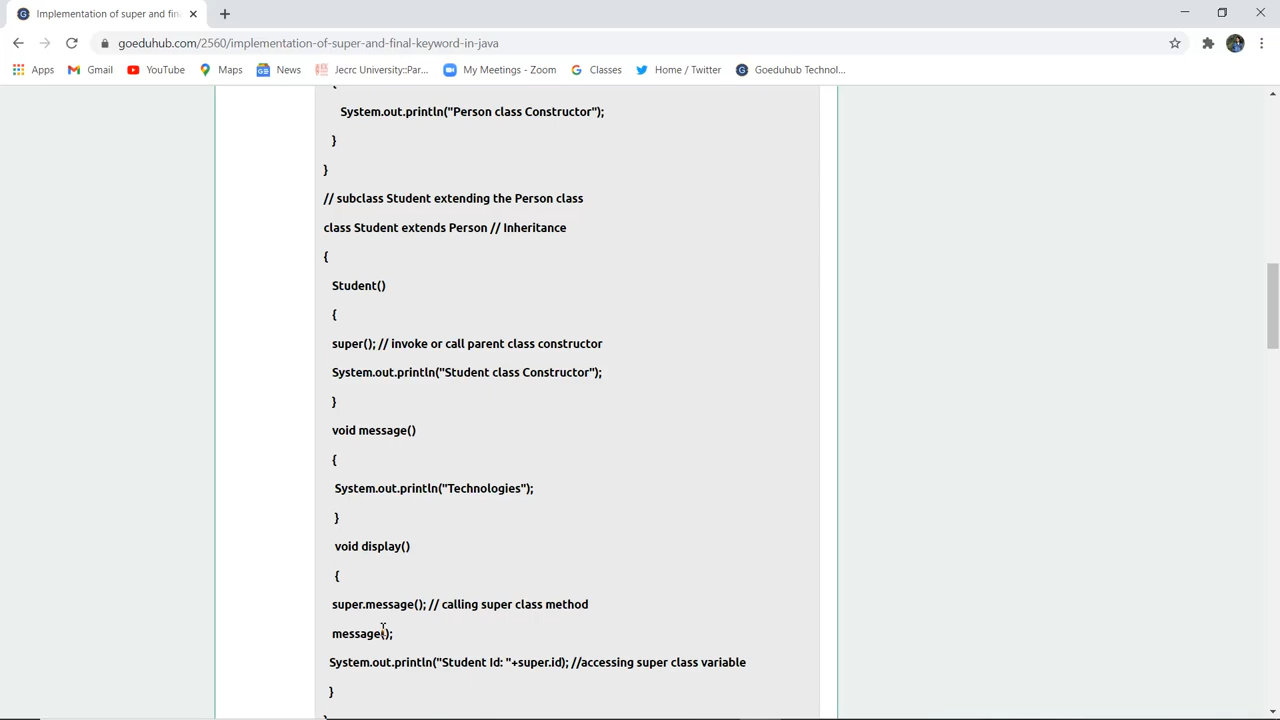 Implementation of super and fin
goeduhub.com/2560/implementation-of-super-and-final-keyword-in-java
Apps Gmail YouTube Maps News Jecrc University::Par... My Meetings - Zoom Classes Home / Twitter Goeduhub Technol...
{
System.out.println("Person class Constructor");
}
}
// subclass Student extending the Person class
class Student extends Person // Inheritance
{
Student()
{
super(); // invoke or call parent class constructor
System.out.println("Student class Constructor");
}
void message()
{
System.out.println("Technologies");
}
void display()
{
super.message(); // calling super class method
message();
System.out.println("Student Id: "+super.id); //accessing super class variable
}